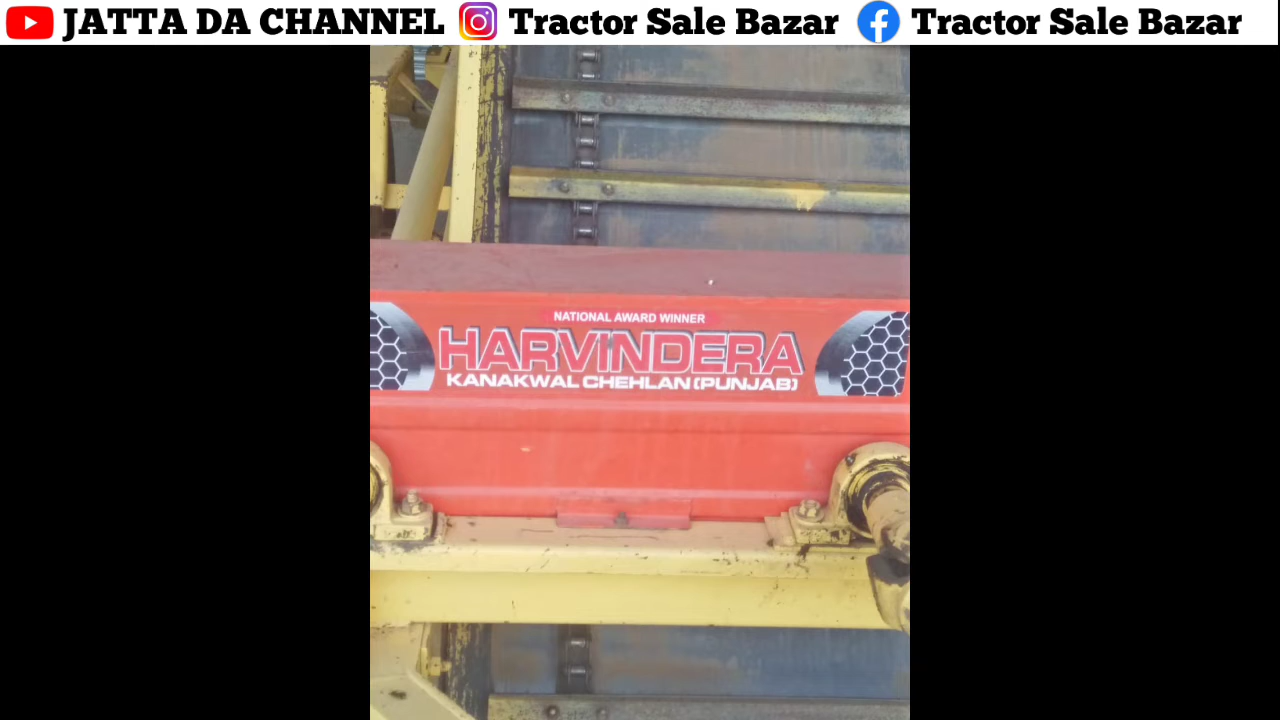 JATTA DA CHANNEL Tractor Sale Bazar Tractor Sale Bazar
NATIONAL AWARD WINNER
HARVINDERA
KANAKWAL CHEHLAN (PUNJAB)